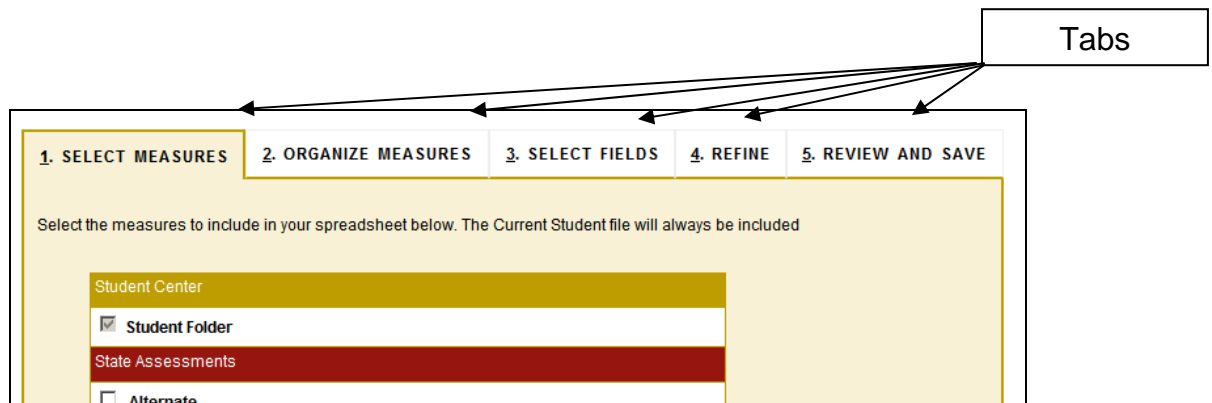 Tabs
1. SELECT MEASURES 2. ORGANIZE MEASURES 3. SELECT FIELDS 4. REFINE 5. REVIEW AND SAVE
Select the measures to include in your spreadsheet below. The Current Student file will always be included
Student Center
Student Folder
State Assessments
Alternate